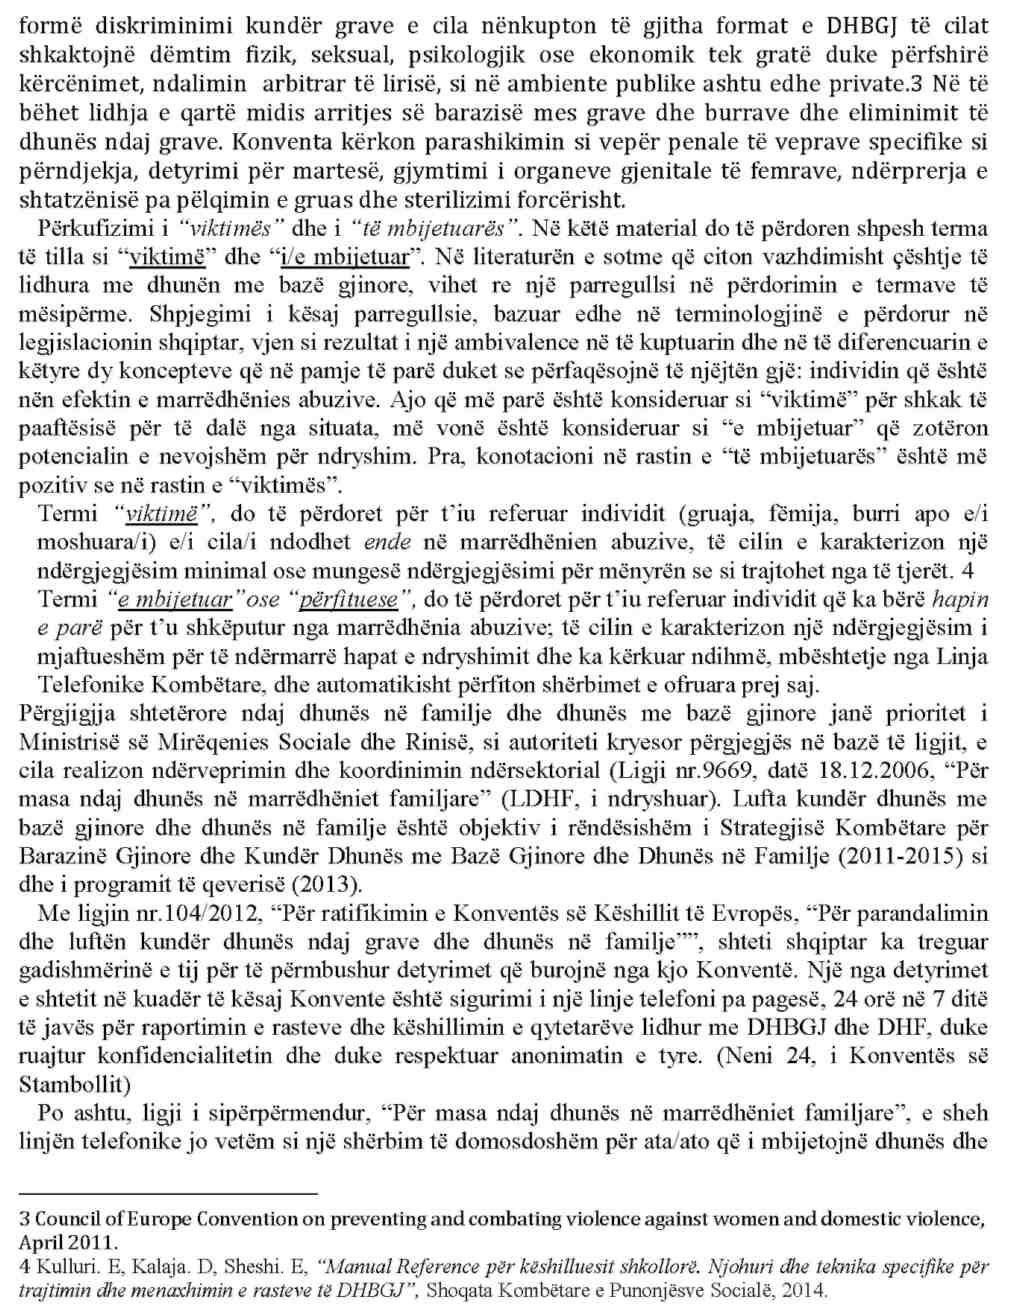 formë diskriminimi kundër grave e cila nënkupton të gjitha format e DHBGJ të cilat
shkaktojnë dëmtim fizik, seksual, psikologjik ose ekonomik tek gratë duke përfshirë
kërcënimet, ndalimin arbitrar të lirisë, si në ambiente publike ashtu edhe private.3 Në të
bëhet lidhja e qartë midis arritjes së barazisë mes grave dhe burrave dhe eliminimit të
dhunës ndaj grave. Konventa kërkon parashikimin si vepër penale të veprave specifike si
përndjekja, detyrimi për martesë, gjymtimi i organeve gjenitale të femrave, ndërprerja e
shtatzënisë pa pëlqimin e gruas dhe sterilizimi forcërisht.
Përkufizimi i “viktimës” dhe i “të mbijetuarës”. Në këtë material do të përdoren shpesh terma
të tilla si “viktimë” dhe “i/e mbijetuar”. Në literaturën e sotme që citon vazhdimisht çështje të
lidhura me dhunën me bazë gjinore, vihet re një parregullsi në përdorimin e termave të
mësipërme. Shpjegimi i kësaj parregullsie, bazuar edhe në terminologjinë e përdorur në
legjislacionin shqiptar, vjen si rezultat i një ambivalence në të kuptuarin dhe në të diferencuarin e
këtyre dy koncepteve që në pamje të parë duket se përfaqësojnë të njëjtën gjë: individin që është
nën efektin e marrëdhënies abuzive. Ajo që më parë është konsideruar si “viktimë” për shkak të
paaftësisë për të dalë nga situata, më vonë është konsideruar si “e mbijetuar” që zotëron
potencialin e nevojshëm për ndryshim. Pra, konotacioni në rastin e “të mbijetuarës” është më
pozitiv se në rastin e “viktimës”.
Termi “viktimë”, do të përdoret për t’iu referuar individit (gruaja, fëmija, burri apo e/i
moshuara/i) e/i cila/i ndodhet ende në marrëdhënien abuzive, të cilin e karakterizon një
ndërgjegjësim minimal ose mungesë ndërgjegjësimi për mënyrën se si trajtohet nga të tjerët. 4
Termi “e mbijetuar”ose “përfituese”, do të përdoret për t’iu referuar individit që ka bërë hapin
e parë për t’u shkëputur nga marrëdhënia abuzive; të cilin e karakterizon një ndërgjegjësim i
mjaftueshëm për të ndërmarrë hapat e ndryshimit dhe ka kërkuar ndihmë, mbështetje nga Linja
Telefonike Kombëtare, dhe automatikisht përfiton shërbimet e ofruara prej saj.
Përgjigjja shtetërore ndaj dhunës në familje dhe dhunës me bazë gjinore janë prioritet i
Ministrisë së Mirëqenies Sociale dhe Rinisë, si autoriteti kryesor përgjegjës në bazë të ligjit, e
cila realizon ndërveprimin dhe koordinimin ndërsektorial (Ligji nr.9669, datë 18.12.2006, “Për
masa ndaj dhunës në marrëdhëniet familjare” (LDHF, i ndryshuar). Lufta kundër dhunës me
bazë gjinore dhe dhunës në familje është objektiv i rëndësishëm i Strategjisë Kombëtare për
Barazinë Gjinore dhe Kundër Dhunës me Bazë Gjinore dhe Dhunës në Familje (2011-2015) si
dhe i programit të qeverisë (2013).
Me ligjin nr.104/2012, “Për ratifikimin e Konventës së Këshillit të Evropës, “Për parandalimin
dhe luftën kundër dhunës ndaj grave dhe dhunës në familje””, shteti shqiptar ka treguar
gadishmërinë e tij për të përmbushur detyrimet që burojnë nga kjo Konventë. Një nga detyrimet
e shtetit në kuadër të kësaj Konvente është sigurimi i një linje telefoni pa pagesë, 24 orë në 7 ditë
të javës për raportimin e rasteve dhe këshillimin e qytetarëve lidhur me DHBGJ dhe DHF, duke
ruajtur konfidencialitetin dhe duke respektuar anonimatin e tyre. (Neni 24, i Konventës së
Stambollit)
Po ashtu, ligji i sipërpërmendur, “Për masa ndaj dhunës në marrëdhëniet familjare”, e sheh
linjën telefonike jo vetëm si një shërbim të domosdoshëm për ata/ato që i mbijetojnë dhunës dhe
3 Council of Europe Convention on preventing and combating violence against women and domestic violence,
April 2011.
4 Kulluri. E, Kalaja. D, Sheshi. E, “Manual Reference për këshilluesit shkollorë. Njohuri dhe teknika specifike për
trajtimin dhe menaxhimin e rasteve të DHBGJ”, Shoqata Kombëtare e Punonjësve Socialë, 2014.